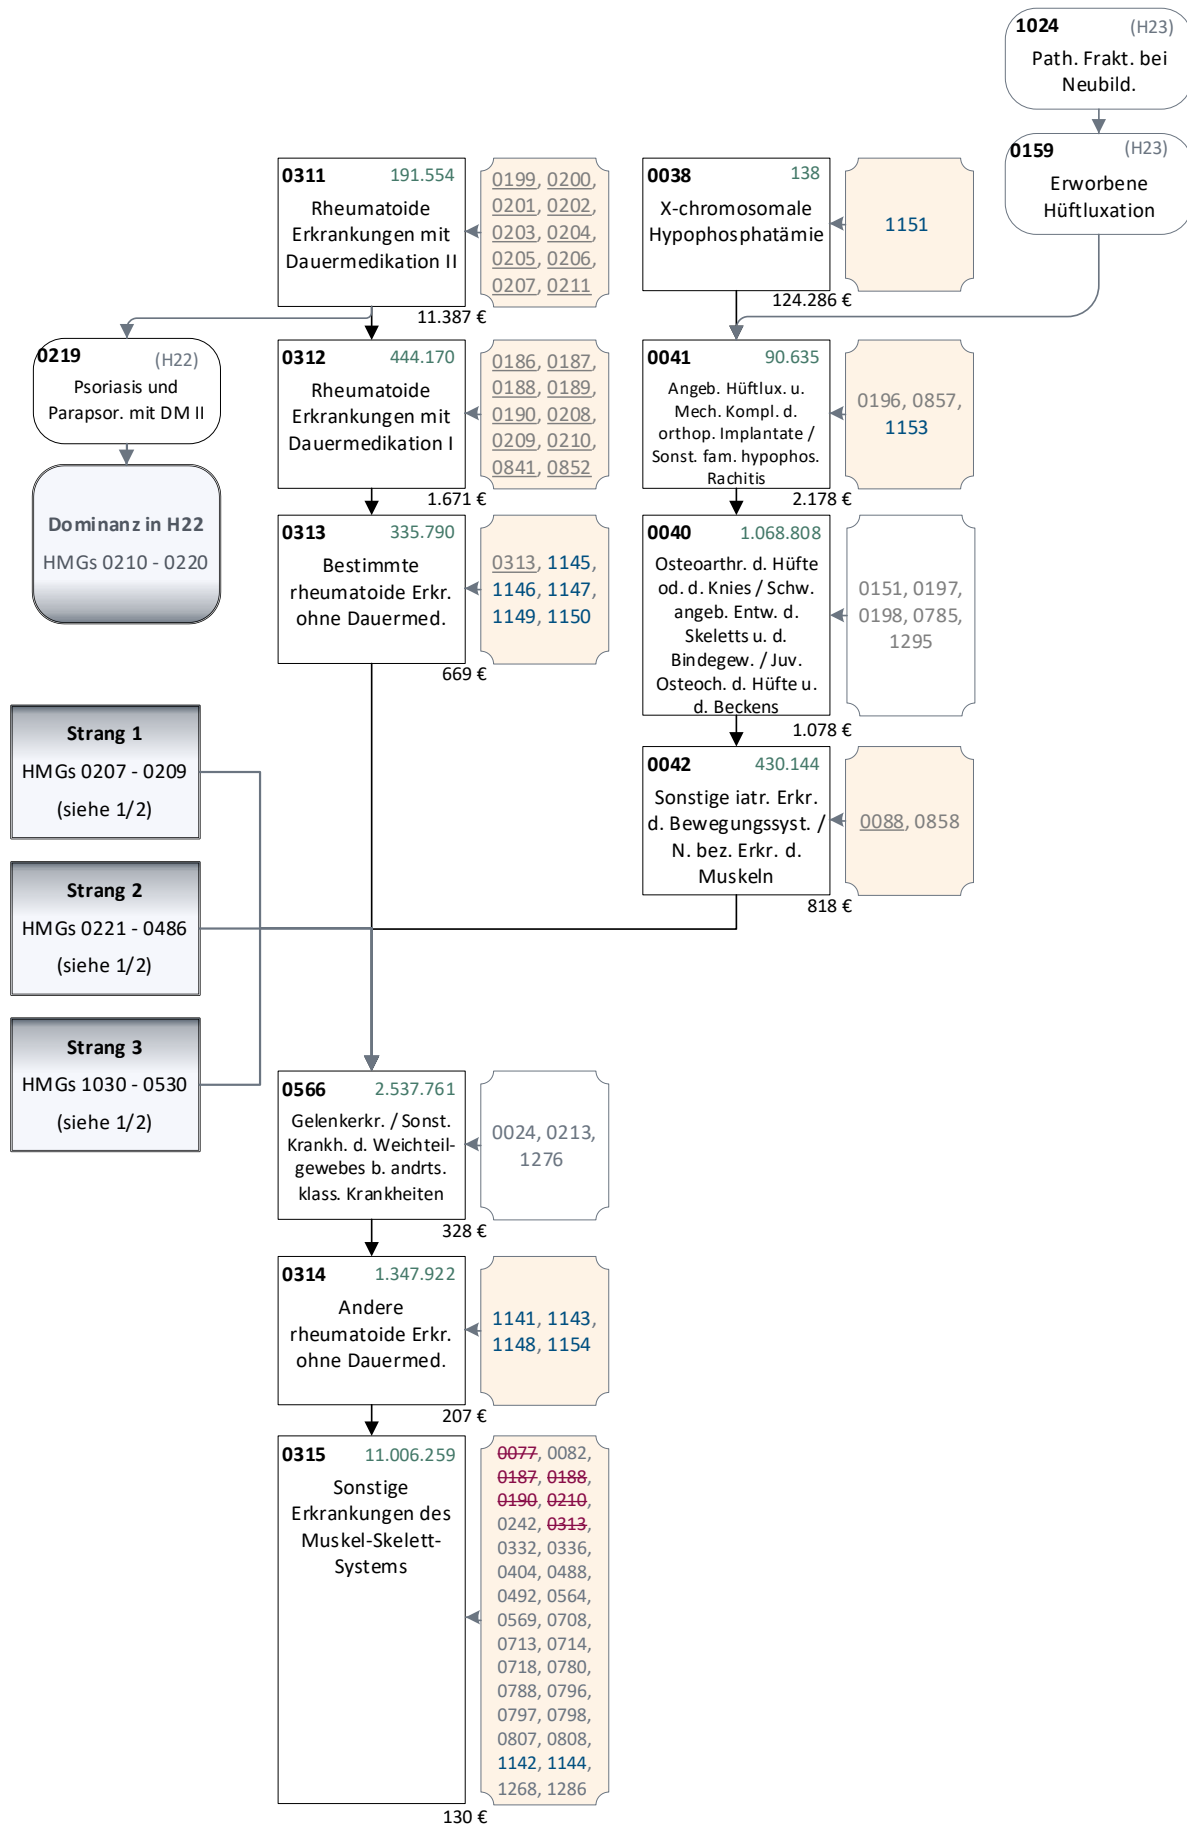 1024 (H23)
Path. Frakt. bei
Neubild.
0159 (H23)
Erworbene
Hüftluxation
0311 191.554
Rheumatoide
Erkrankungen mit
Dauermedikation II
11.387 €
0199, 0200,
0201, 0202,
0203, 0204,
0205, 0206,
0207, 0211
0038 138
X-chromosomale
Hypophosphatämie
124.286 €
1151
0219 (H22)
Psoriasis und
Parapsor. mit DM II
Dominanz in H22
HMGs 0210 - 0220
0312 444.170
Rheumatoide
Erkrankungen mit
Dauermedikation I
1.671 €
0186, 0187,
0188, 0189,
0190, 0208,
0209, 0210,
0841, 0852
0041 90.635
Angeb. Hüftlux. u.
Mech. Kompl. d.
orthop. Implantate /
Sonst. fam. hypophos.
Rachitis
2.178 €
0196, 0857,
1153
0313 335.790
Bestimmte
rheumatoide Erkr.
ohne Dauermed.
669 €
0313, 1145,
1146, 1147,
1149, 1150
0040 1.068.808
Osteoarthr. d. Hüfte
od. d. Knies / Schw.
angeb. Entw. d.
Skeletts u. d.
Bindegew. / Juv.
Osteoch. d. Hüfte u.
d. Beckens
1.078 €
0151, 0197,
0198, 0785,
1295
0042 430.144
Sonstige iatr. Erkr.
d. Bewegungssyst. /
N. bez. Erkr. d.
Muskeln
818 €
0088, 0858
Strang 1
HMGs 0207 - 0209
(siehe 1/2)
Strang 2
HMGs 0221 - 0486
(siehe 1/2)
Strang 3
HMGs 1030 - 0530
(siehe 1/2)
0566 2.537.761
Gelenkerkr. / Sonst.
Krankh. d. Weichteil-
gewebes b. andrts.
klass. Krankheiten
328 €
0024, 0213,
1276
0314 1.347.922
Andere
rheumatoide Erkr.
ohne Dauermed.
207 €
1141, 1143,
1148, 1154
0315 11.006.259
Sonstige
Erkrankungen des
Muskel-Skelett-
Systems
130 €
0077, 0082,
0187, 0188,
0190, 0210,
0242, 0313,
0332, 0336,
0404, 0488,
0492, 0564,
0569, 0708,
0713, 0714,
0718, 0780,
0788, 0796,
0797, 0798,
0807, 0808,
1142, 1144,
1268, 1286